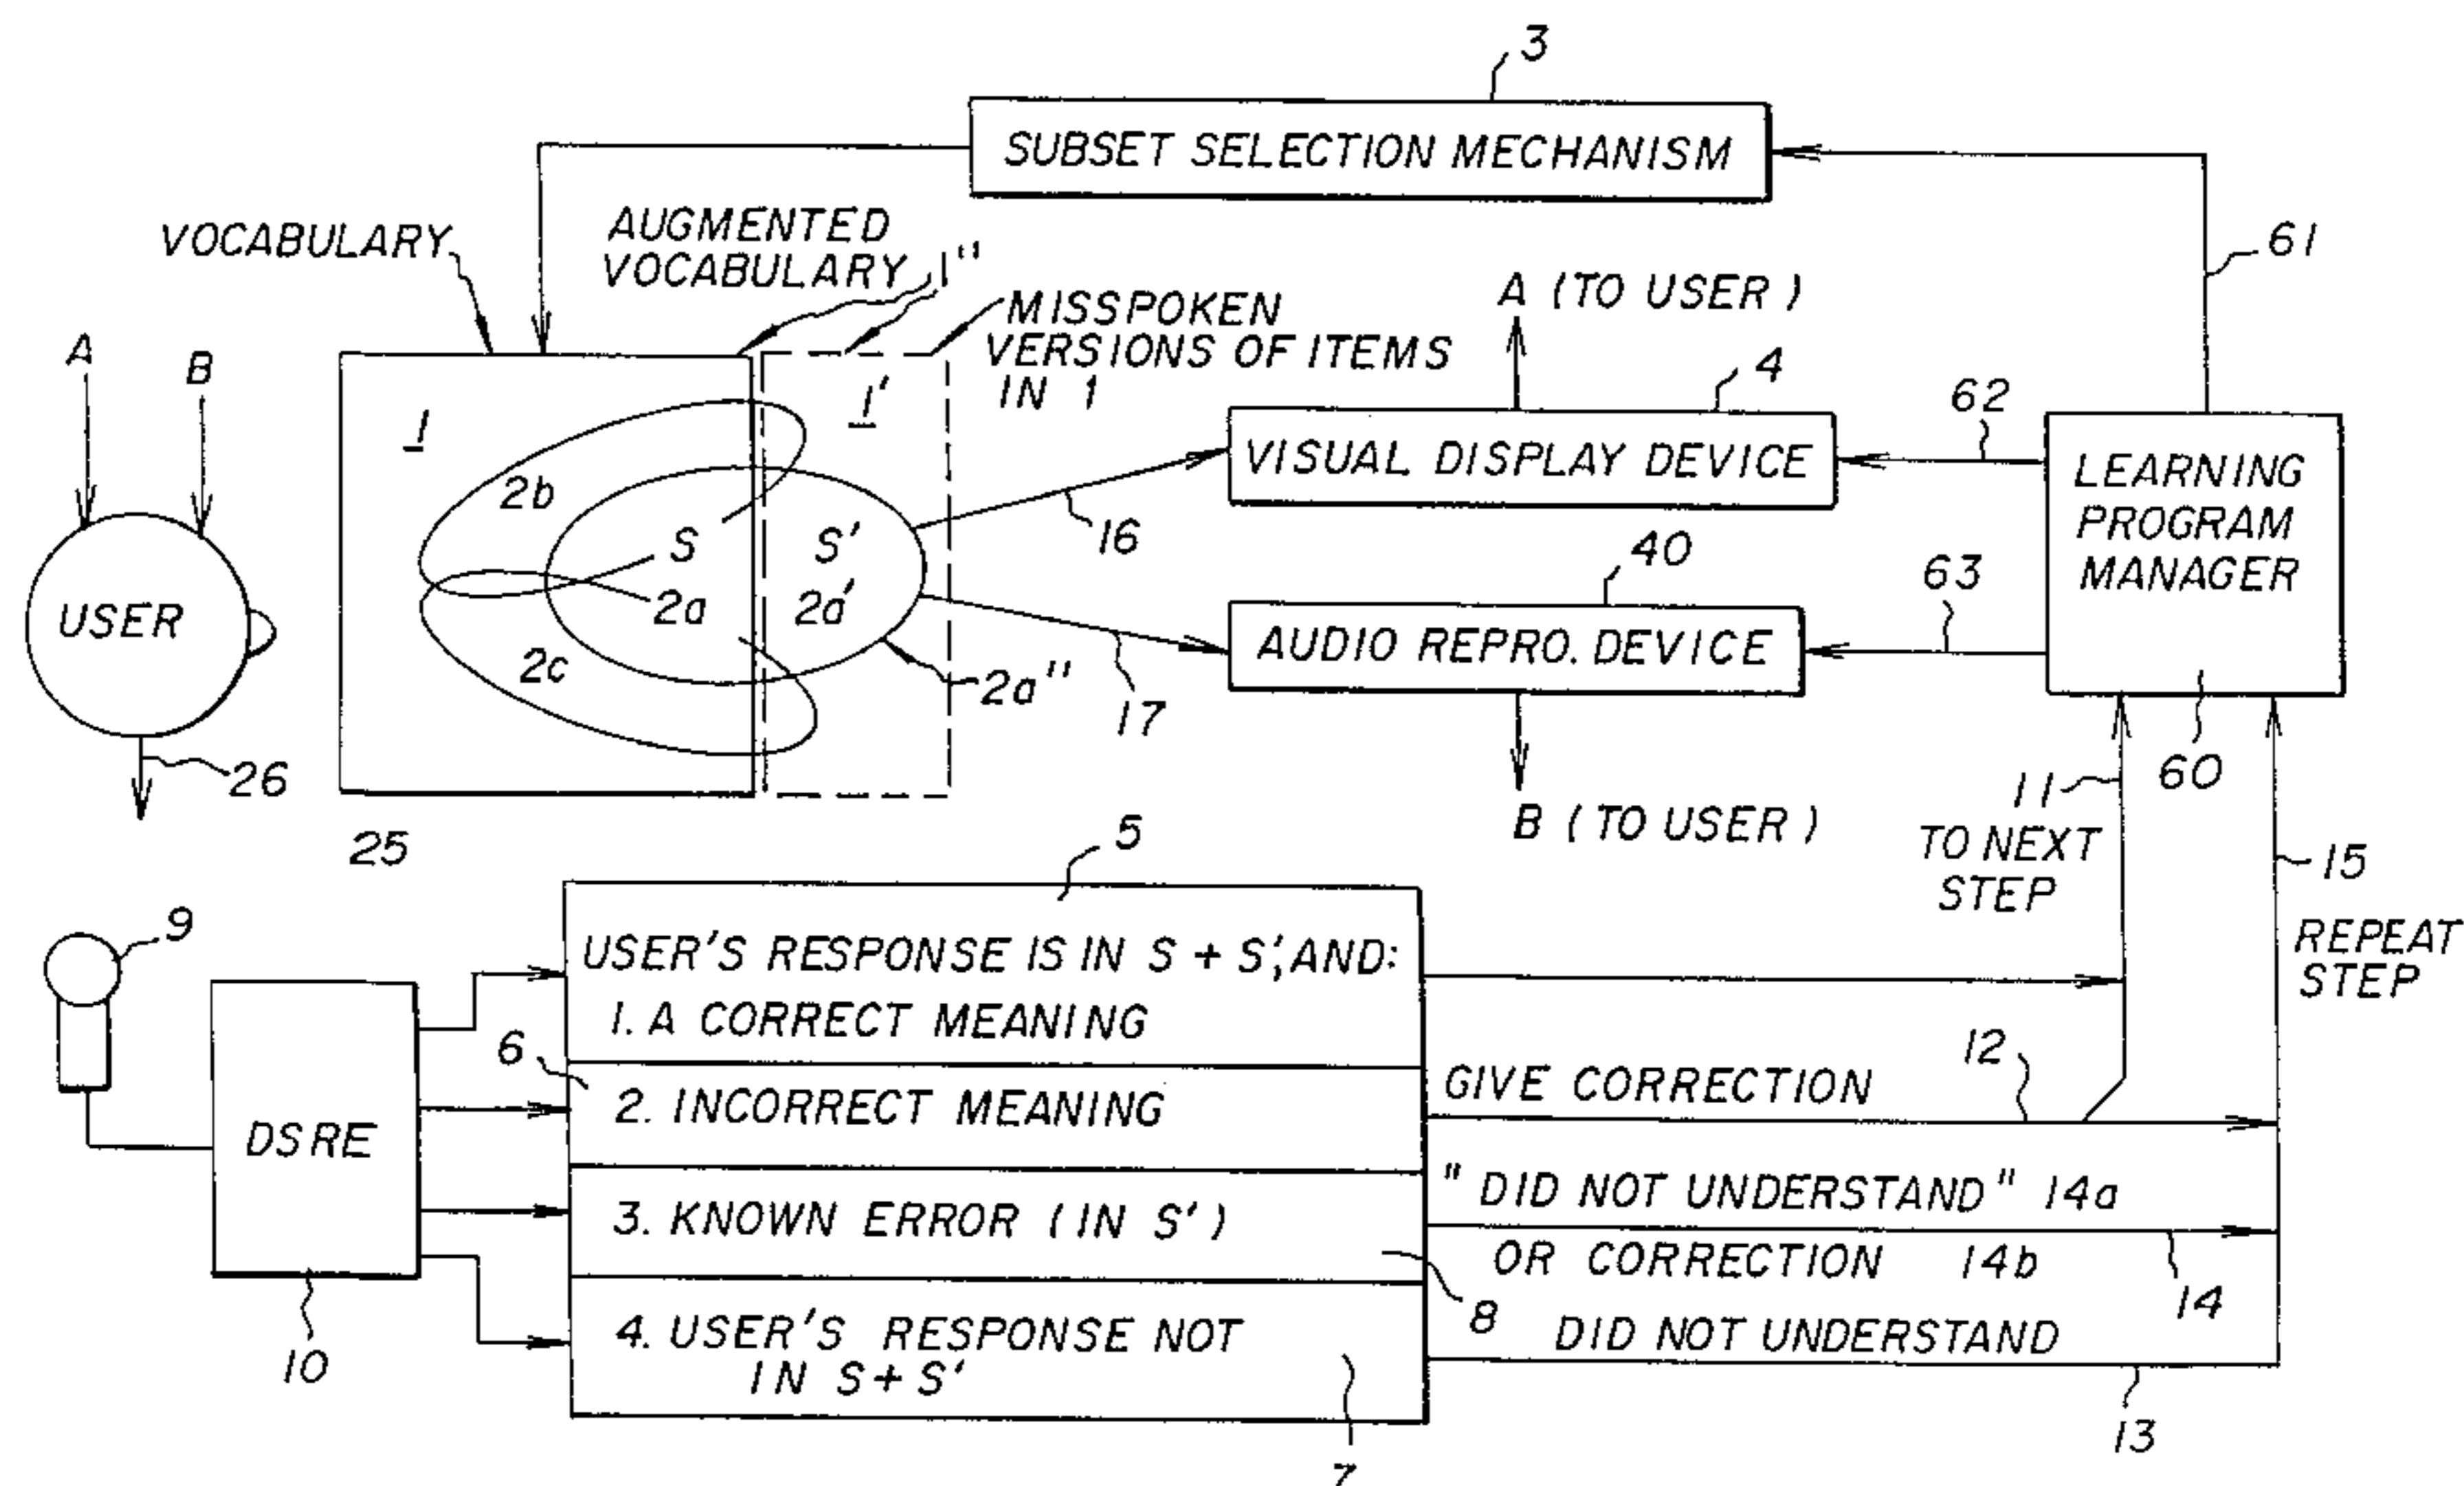 3
SUBSET SELECTION MECHANISM
VOCABULARY
AUGMENTED
VOCABULARY
1"
MISSPOKEN
VERSIONS OF ITEMS
IN 1
61
A (TO USER)
4
A
B
1
1'
62
VISUAL DISPLAY DEVICE
LEARNING
PROGRAM
MANAGER
2b
S
S'
16
40
63
USER
2a
2a'
AUDIO REPRO. DEVICE
2c
2a"
17
60
26
11
B (TO USER)
25
5
TO NEXT
STEP
15
9
USER'S RESPONSE IS IN S + S', AND:
REPEAT
STEP
1. A CORRECT MEANING
6
12
GIVE CORRECTION
2. INCORRECT MEANING
DSRE
"DID NOT UNDERSTAND" 14a
3. KNOWN ERROR (IN S')
OR CORRECTION 14b
8
14
4. USER'S RESPONSE NOT
IN S + S'
DID NOT UNDERSTAND
10
13
7